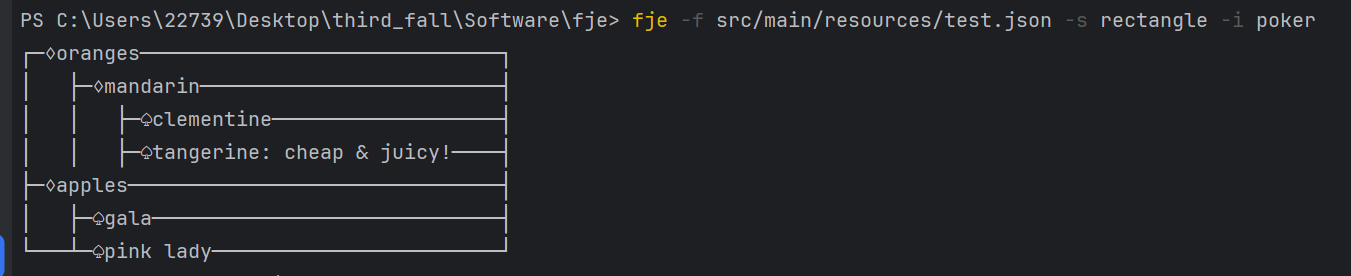 PS C:\Users\22739\Desktop\third_fall\Software\fje> fje -f src/main/resources/test.json -s rectangle -i poker
┌─◊oranges──────────────────────────────┐
│   ├─◊mandarin─────────────────────────┤
│   │   ├─♤clementine───────────────────┤
│   │   ├─♤tangerine: cheap & juicy!────┤
├─◊apples───────────────────────────────┤
│   ├─♤gala─────────────────────────────┤
└───┴─♤pink lady────────────────────────┘